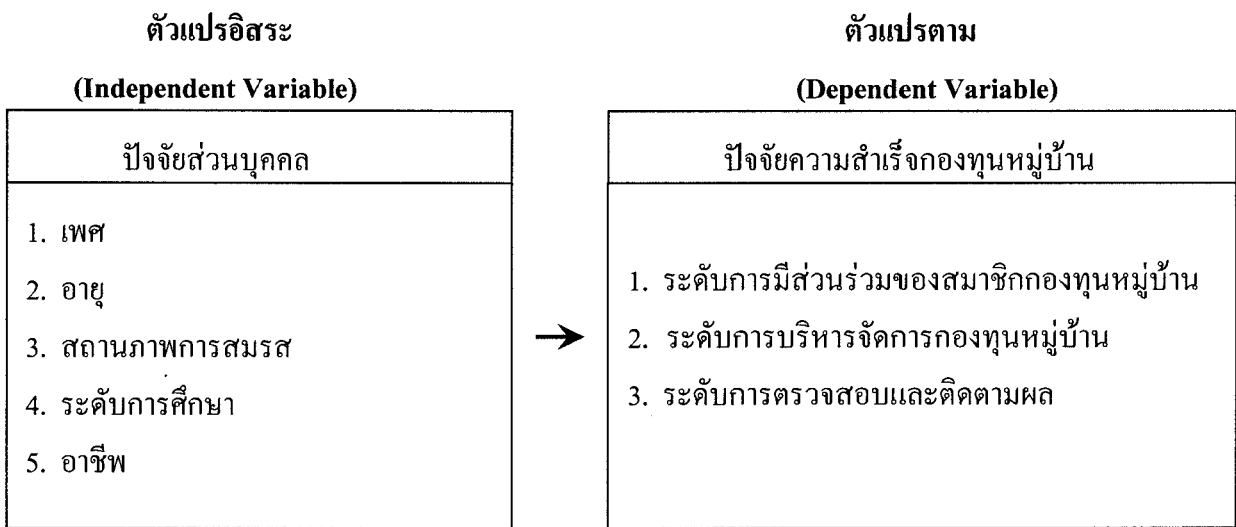 ตัวแปรอิสระ
(Independent Variable)
ปัจจัยส่วนบุคคล
1. เพศ
2. อายุ
3. สถานภาพการสมรส
4. ระดับการศึกษา
5. อาชีพ
ตัวแปรตาม
(Dependent Variable)
ปัจจัยความสำเร็จกองทุนหมู่บ้าน
1. ระดับการมีส่วนร่วมของสมาชิกกองทุนหมู่บ้าน
2. ระดับการบริหารจัดการกองทุนหมู่บ้าน
3. ระดับการตรวจสอบและติดตามผล